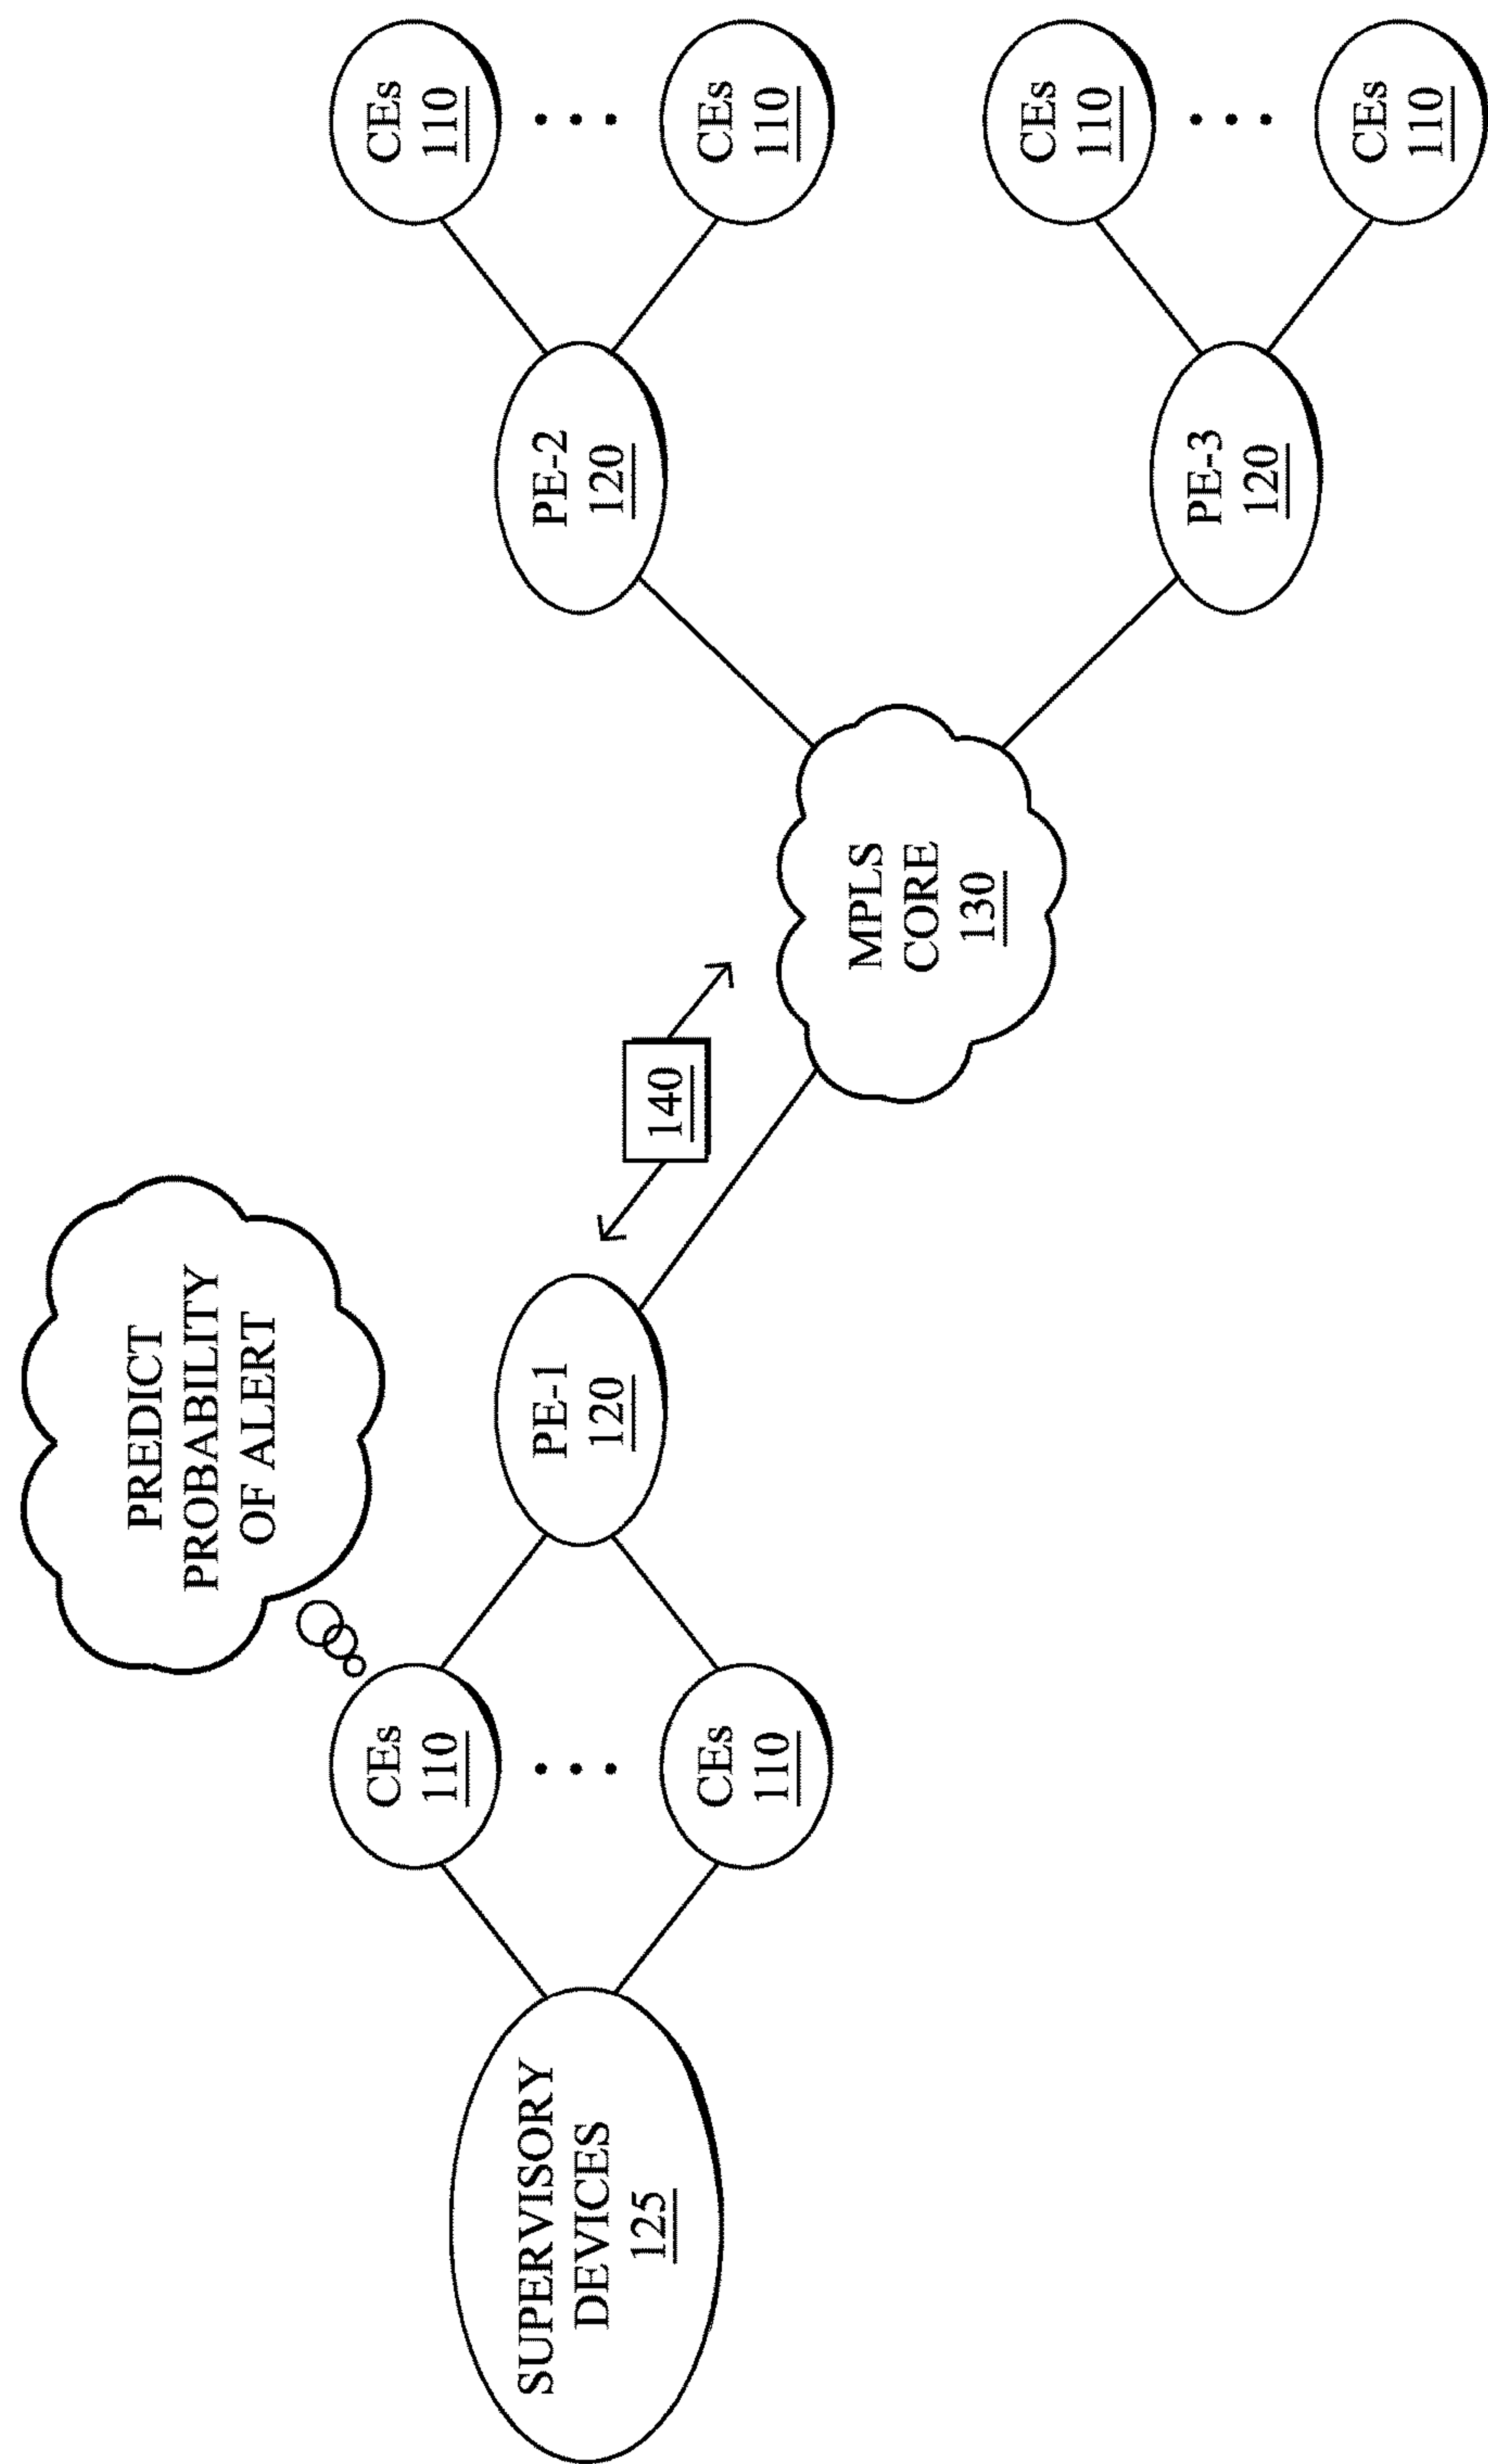 PREDICT
PROBABILITY
OF ALERT
CEs
110
CEs
110
SUPERVISORY
DEVICES
125
PE-1
120
PE-2
120
140
CEs
110
CEs
110
MPLS
CORE
130
CEs
110
PE-3
120
CEs
110